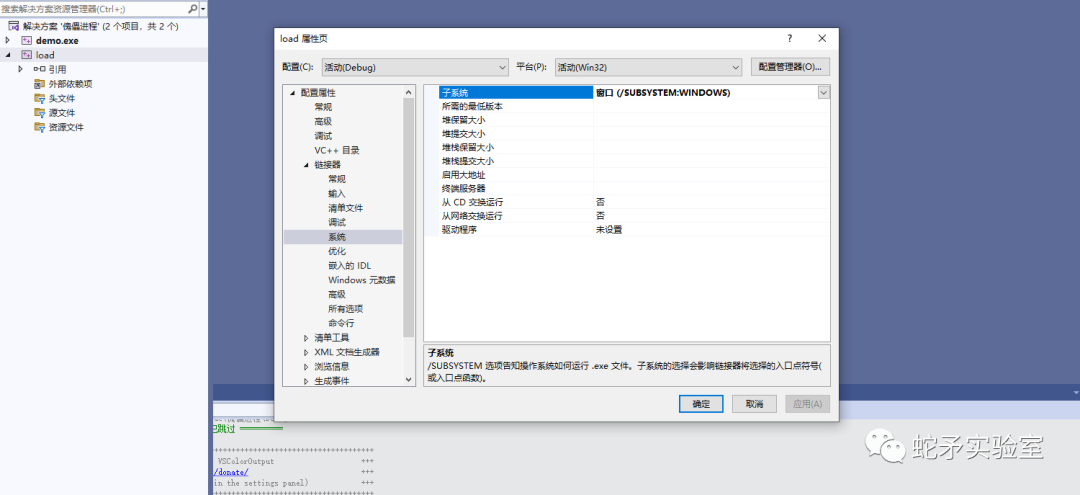 搜索解决方案资源管理器(Ctrl+;)
解决方案 '傀儡进程' (2 个项目，共 2 个)
demo.exe
load
引用
外部依赖项
头文件
源文件
资源文件
load 属性页
?
配置(C):
活动(Debug)
平台(P):
活动(Win32)
配置管理器(O)...
配置属性
常规
高级
调试
VC++ 目录
链接器
常规
输入
清单文件
调试
系统
优化
嵌入的 IDL
Windows 元数据
高级
所有选项
命令行
清单工具
XML 文档生成器
浏览信息
生成事件
子系统 窗口 (/SUBSYSTEM:WINDOWS)
所需的最低版本
堆保留大小
堆提交大小
堆栈保留大小
堆栈提交大小
启用大地址
终端服务器
从 CD 交换运行 否
从网络交换运行 否
驱动程序 未设置
子系统
/SUBSYSTEM 选项告知操作系统如何运行 .exe 文件。子系统的选择会影响链接器将选择的入口点符号(
或入口点函数)。
确定
取消
应用(A)
已跳过 ==========
VSColorOutput +++
/donate/ +++
in the settings panel) +++
蛇矛实验室